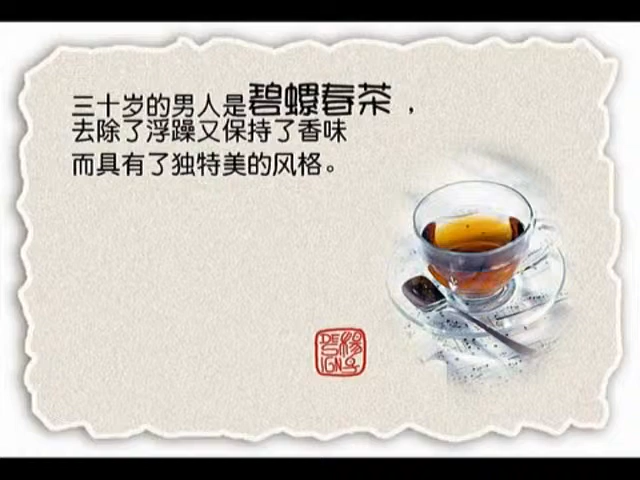 三十岁的男人是碧螺春茶，
去除了浮躁又保持了香味
而具有了独特美的风格。